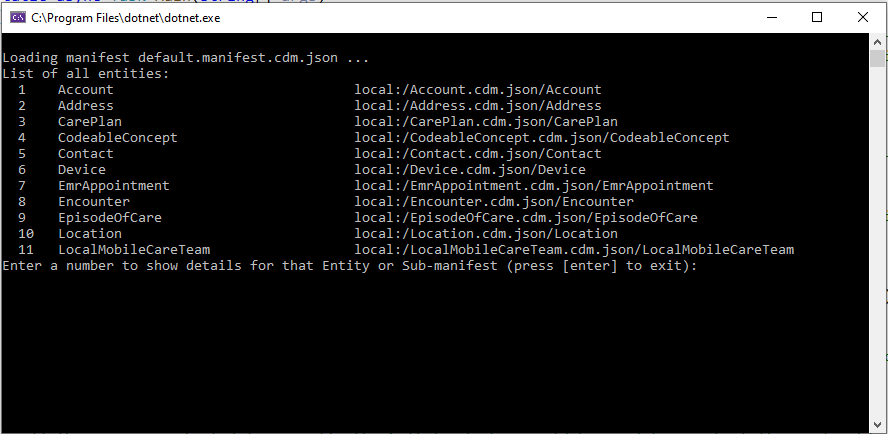 C:\Program Files\dotnet\dotnet.exe
Loading manifest default.manifest.cdm.json ...
List of all entities:
1 Account local:/Account.cdm.json/Account
2 Address local:/Address.cdm.json/Address
3 CarePlan local:/CarePlan.cdm.json/CarePlan
4 CodeableConcept local:/CodeableConcept.cdm.json/CodeableConcept
5 Contact local:/Contact.cdm.json/Contact
6 Device local:/Device.cdm.json/Device
7 EmrAppointment local:/EmrAppointment.cdm.json/EmrAppointment
8 Encounter local:/Encounter.cdm.json/Encounter
9 EpisodeOfCare local:/EpisodeOfCare.cdm.json/EpisodeOfCare
10 Location local:/Location.cdm.json/Location
11 LocalMobileCareTeam local:/LocalMobileCareTeam.cdm.json/LocalMobileCareTeam
Enter a number to show details for that Entity or Sub-manifest (press [enter] to exit):